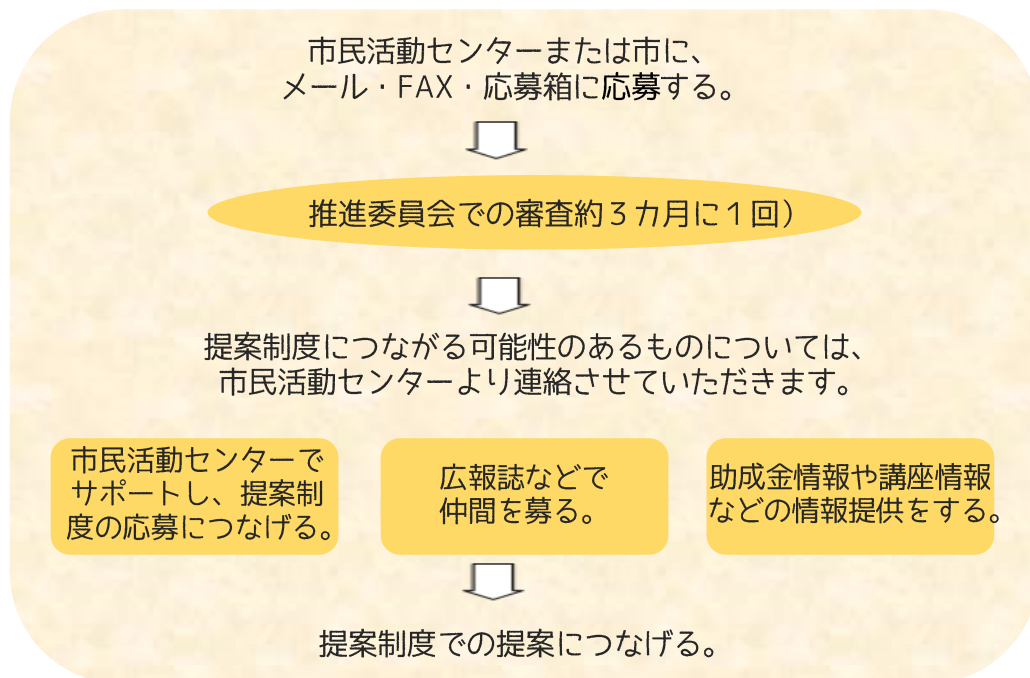 市民活動センターまたは市に、
メール・FAX・応募箱に応募する。
推進委員会での審査約３カ月に１回）
提案制度につながる可能性のあるものについては、
市民活動センターより連絡させていただきます。
市民活動センターで
サポートし、提案制
度の応募につなげる。
広報誌などで
仲間を募る。
助成金情報や講座情報
などの情報提供をする。
提案制度での提案につなげる。